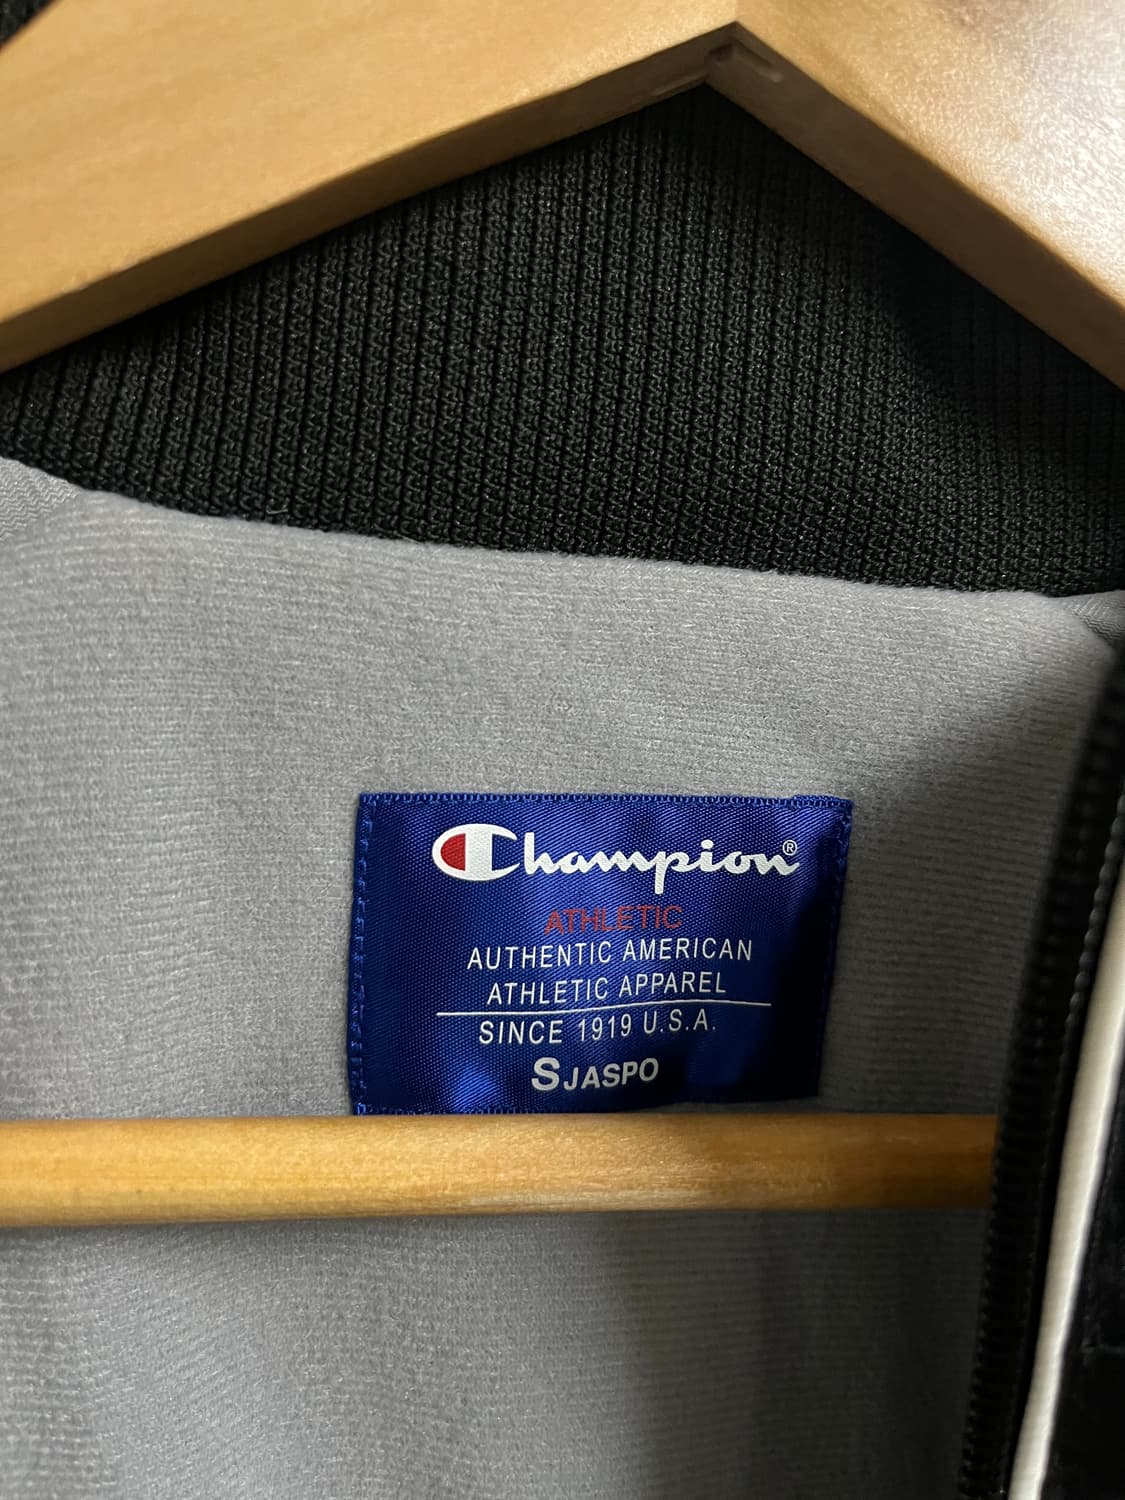 Champion®
ATHLETIC
AUTHENTIC AMERICAN
ATHLETIC APPAREL
SINCE 1919 U.S.A.
S JASPO